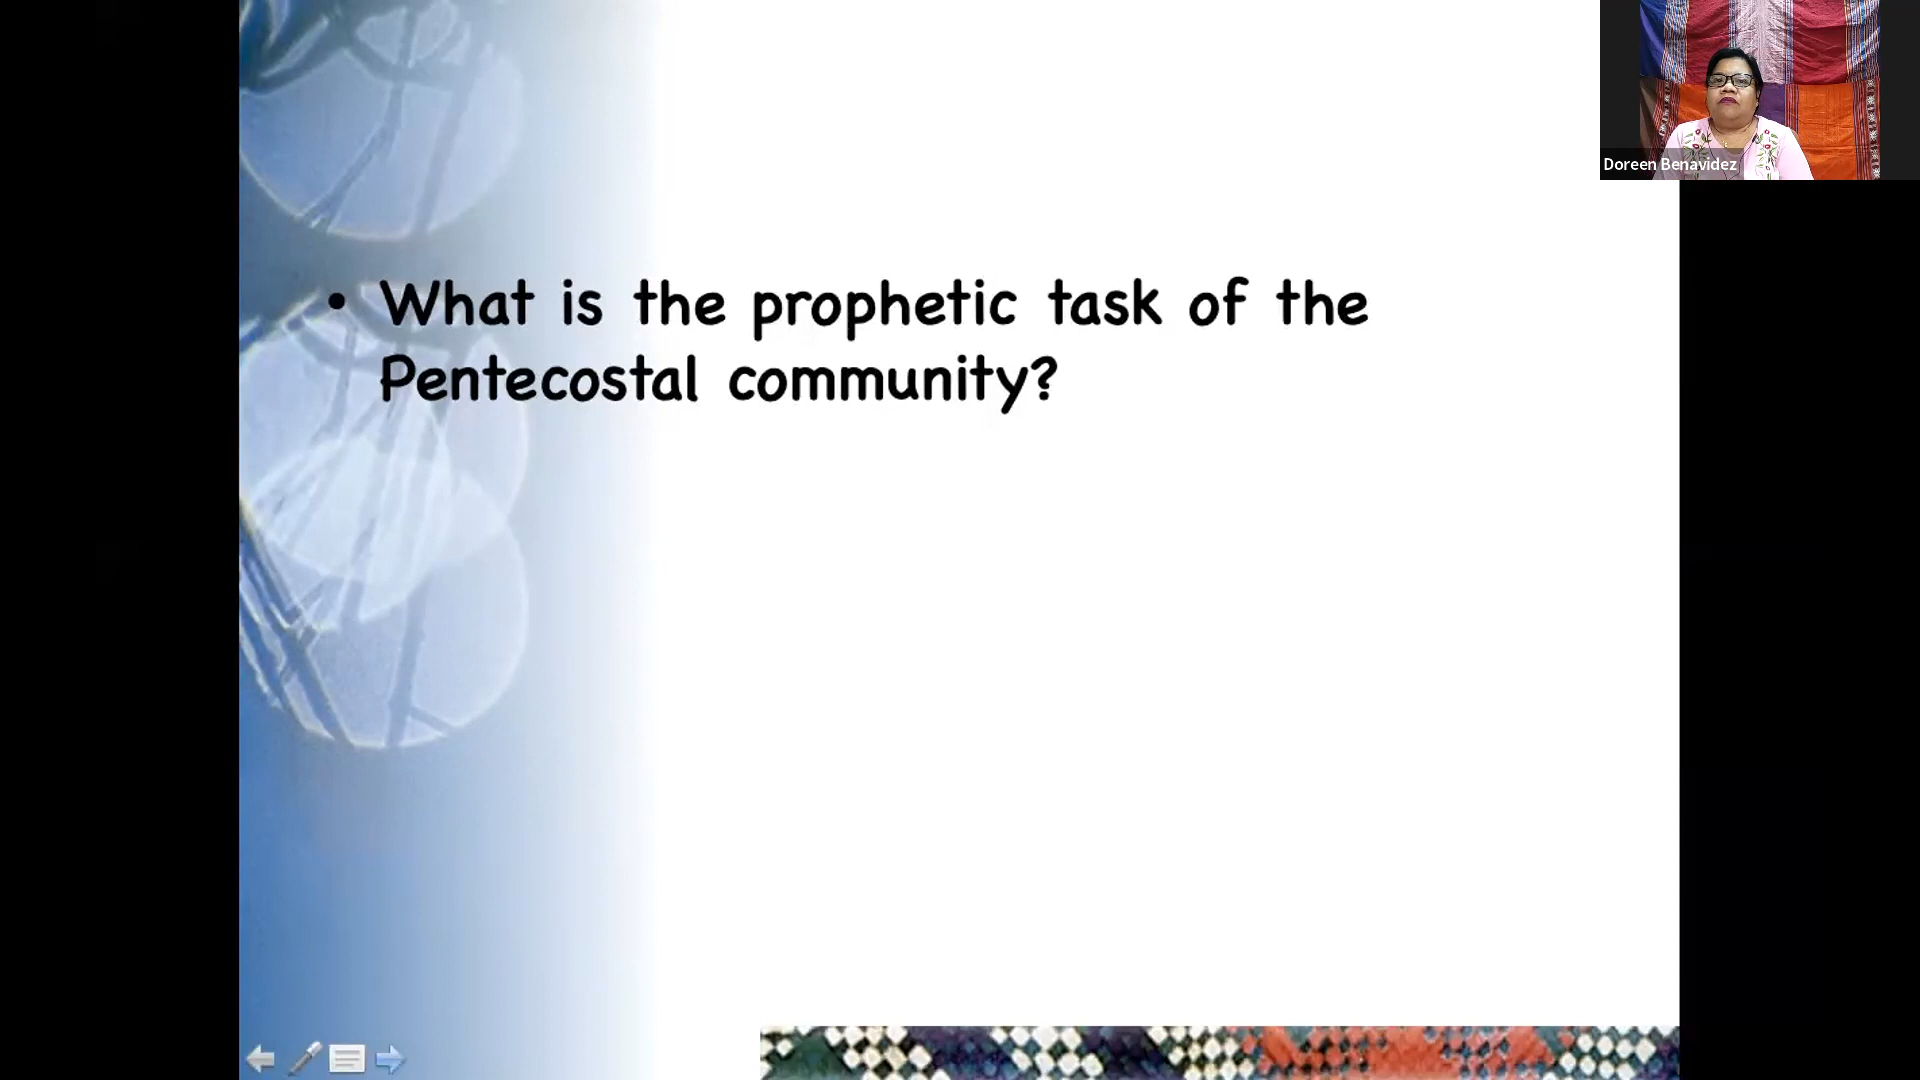 Doreen Benavidez
• What is the prophetic task of the
Pentecostal community?